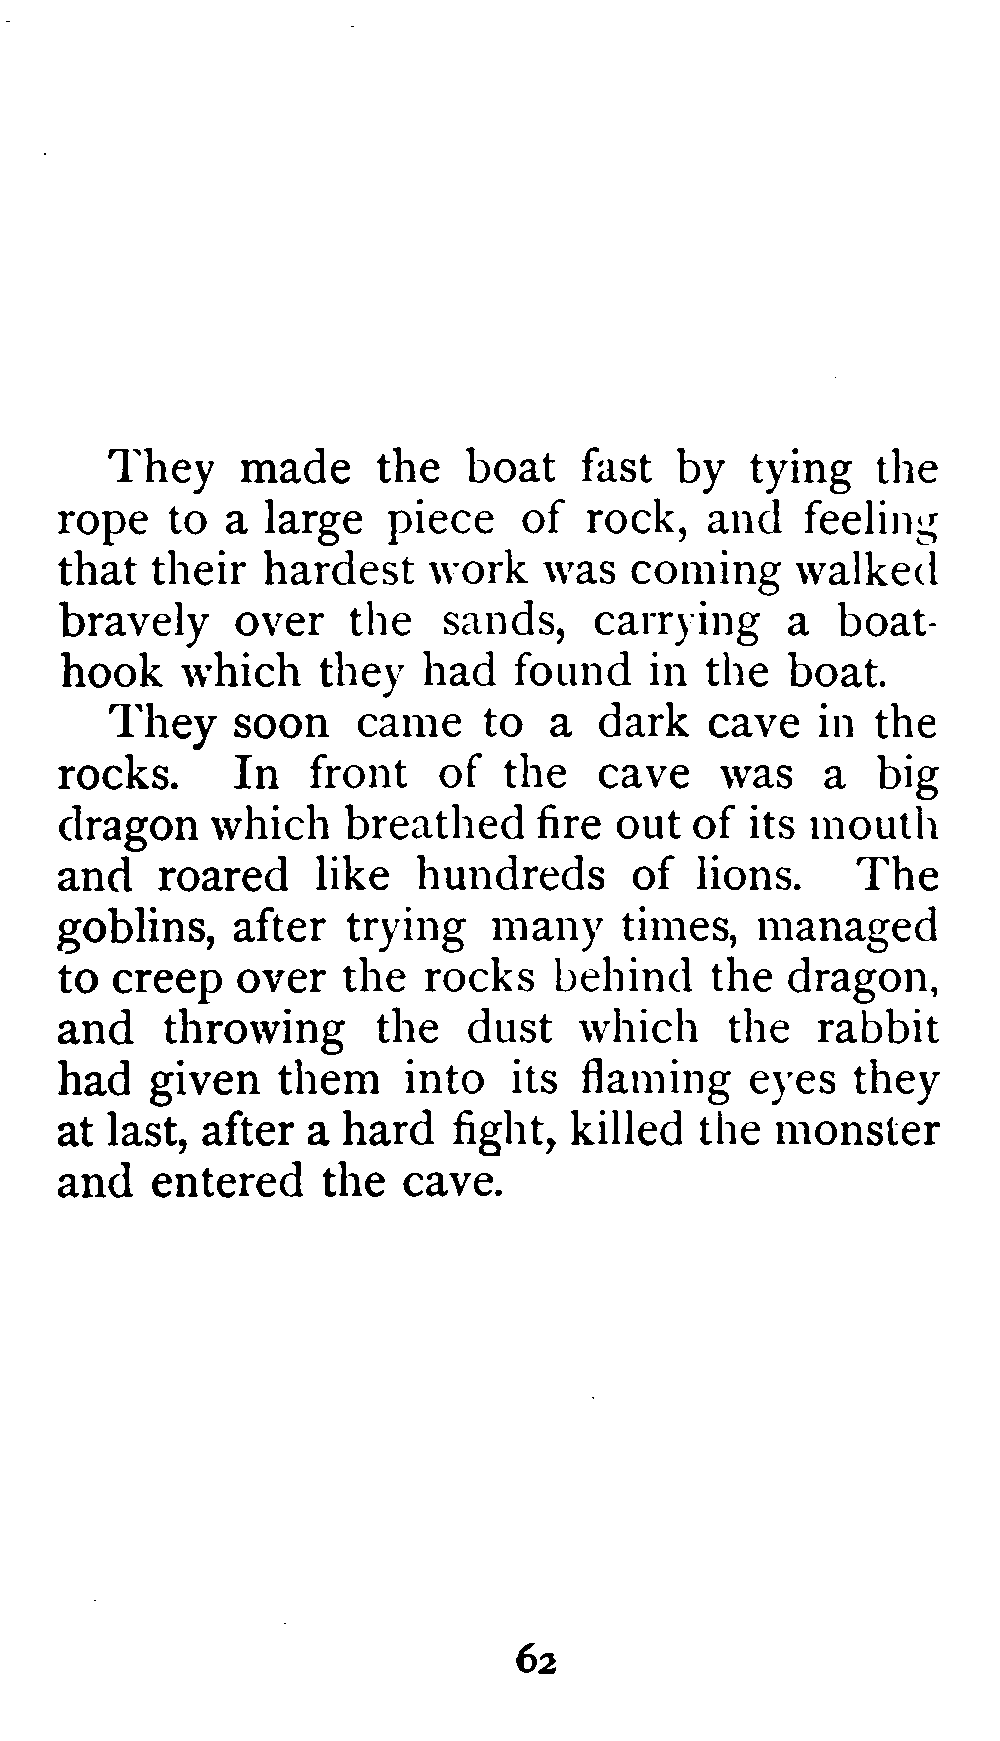 They made the boat fast by tying the
rope to a large piece of rock, and feeling
that their hardest work was coming walked
bravely over the sands, carrying a boat-
hook which they had found in the boat.
They soon came to a dark cave in the
rocks. In front of the cave was a big
dragon which breathed fire out of its mouth
and roared like hundreds of lions. The
goblins, after trying many times, managed
to creep over the rocks behind the dragon,
and throwing the dust which the rabbit
had given them into its flaming eyes they
at last, after a hard fight, killed the monster
and entered the cave.
62